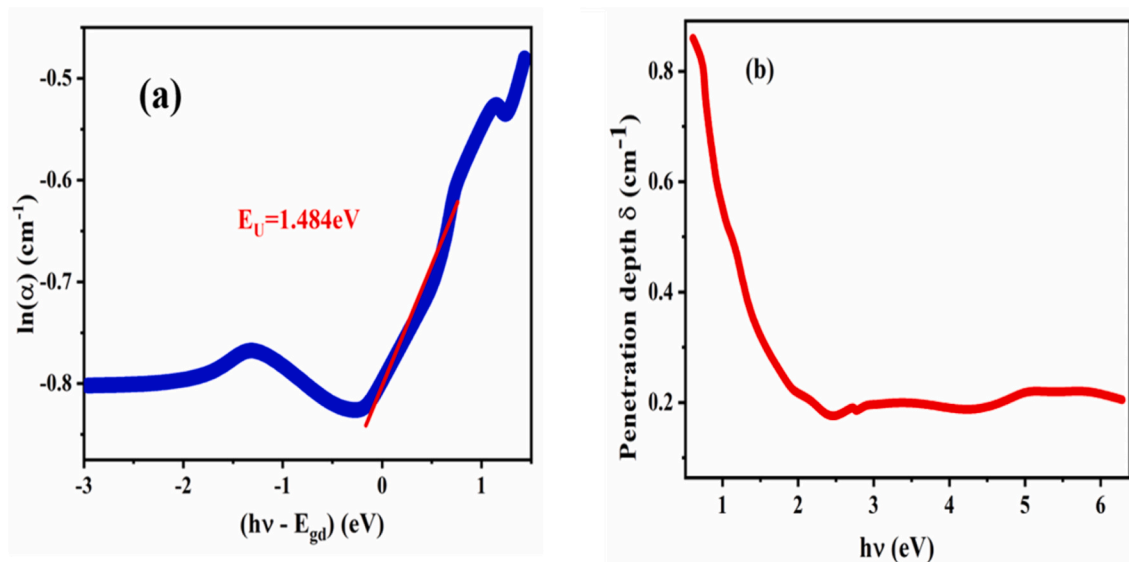 (a)
E_U=1.484eV
ln(α) (cm⁻¹)
-0.5
-0.6
-0.7
-0.8
-3
-2
-1
0
1
(hν - E_gd) (eV)
(b)
Penetration depth δ (cm⁻¹)
0.8
0.6
0.4
0.2
1
2
3
4
5
6
hν (eV)